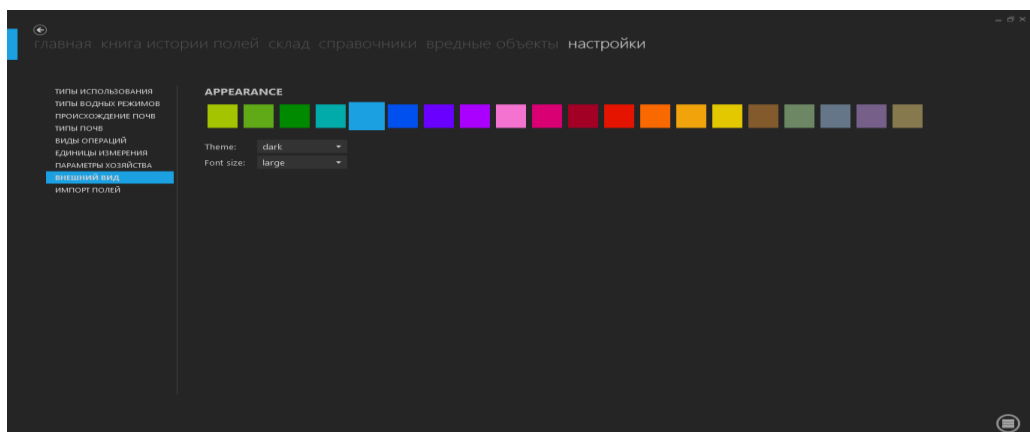 главная книга истории полей склад справочники вредные объекты настройки
ТИПЫ ИСПОЛЬЗОВАНИЯ
ТИПЫ ВОДНЫХ РЕЖИМОВ
ПРОИСХОЖДЕНИЕ ПОЧВ
ТИПЫ ПОЧВ
ВИДЫ ОПЕРАЦИЙ
ЕДИНИЦЫ ИЗМЕРЕНИЯ
ПАРАМЕТРЫ ХОЗЯЙСТВА
ВНЕШНИЙ ВИД
ИМПОРТ ПОЛЕЙ
APPEARANCE
Theme: dark
Font size: large